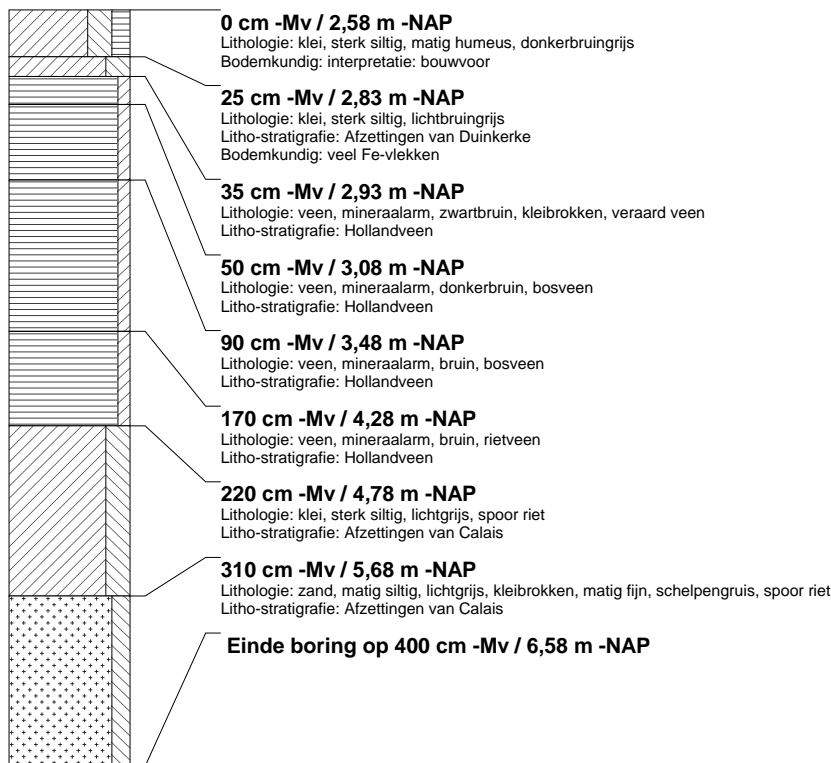 0 cm -Mv / 2,58 m -NAP
Lithologie: klei, sterk siltig, matig humeus, donkerbruingrijs
Bodemkundig: interpretatie: bouwvoor
25 cm -Mv / 2,83 m -NAP
Lithologie: klei, sterk siltig, lichtbruingrijs
Litho-stratigrafie: Afzettingen van Duinkerke
Bodemkundig: veel Fe-vlekken
35 cm -Mv / 2,93 m -NAP
Lithologie: veen, mineraalarm, zwartbruin, kleibrokken, veraard veen
Litho-stratigrafie: Hollandveen
50 cm -Mv / 3,08 m -NAP
Lithologie: veen, mineraalarm, donkerbruin, bosveen
Litho-stratigrafie: Hollandveen
90 cm -Mv / 3,48 m -NAP
Lithologie: veen, mineraalarm, bruin, bosveen
Litho-stratigrafie: Hollandveen
170 cm -Mv / 4,28 m -NAP
Lithologie: veen, mineraalarm, bruin, rietveen
Litho-stratigrafie: Hollandveen
220 cm -Mv / 4,78 m -NAP
Lithologie: klei, sterk siltig, lichtgrijs, spoor riet
Litho-stratigrafie: Afzettingen van Calais
310 cm -Mv / 5,68 m -NAP
Lithologie: zand, matig siltig, lichtgrijs, kleibrokken, matig fijn, schelpengruis, spoor riet
Litho-stratigrafie: Afzettingen van Calais
Einde boring op 400 cm -Mv / 6,58 m -NAP